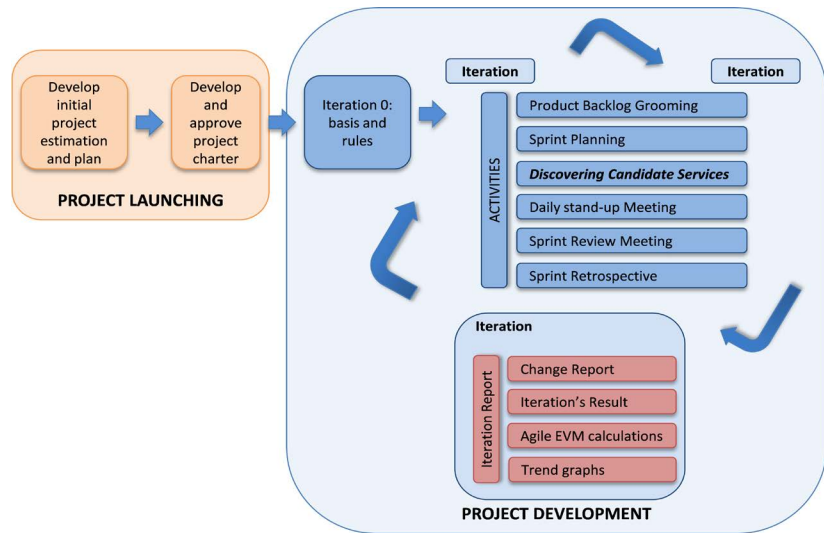 Develop
initial
project
estimation
and plan
Develop
and
approve
project
charter
PROJECT LAUNCHING
Iteration 0:
basis and
rules
Iteration
Iteration
ACTIVITIES
Product Backlog Grooming
Sprint Planning
Discovering Candidate Services
Daily stand-up Meeting
Sprint Review Meeting
Sprint Retrospective
Iteration
Iteration Report
Change Report
Iteration’s Result
Agile EVM calculations
Trend graphs
PROJECT DEVELOPMENT